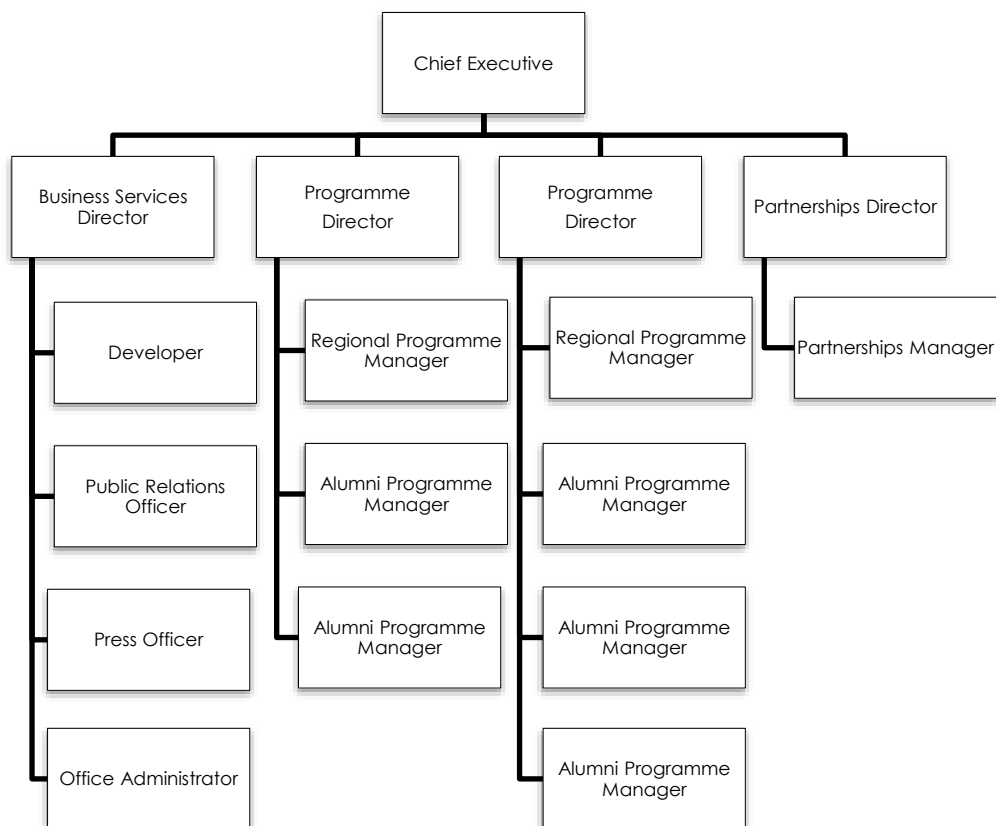 Chief Executive
Business Services
Director
Programme
Director
Programme
Director
Partnerships Director
Developer
Regional Programme
Manager
Regional Programme
Manager
Partnerships Manager
Public Relations
Officer
Alumni Programme
Manager
Alumni Programme
Manager
Press Officer
Alumni Programme
Manager
Alumni Programme
Manager
Office Administrator
Alumni Programme
Manager